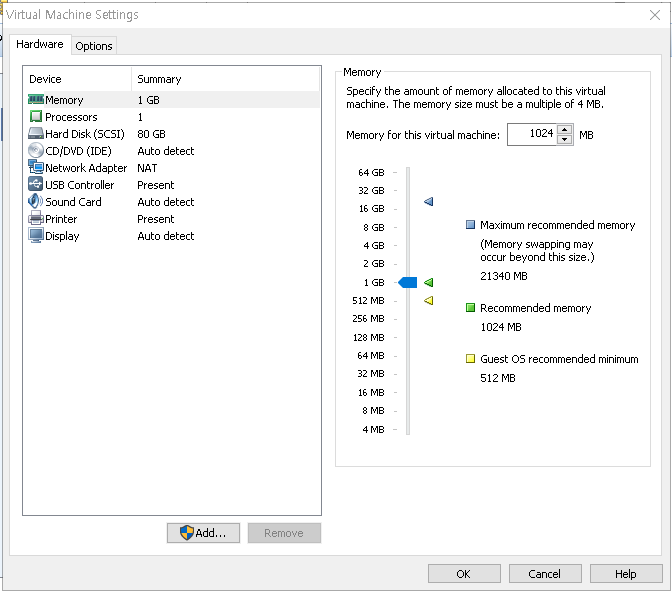 Virtual Machine Settings
Hardware Options
Device Summary
Memory 1 GB
Processors 1
Hard Disk (SCSI) 80 GB
CD/DVD (IDE) Auto detect
Network Adapter NAT
USB Controller Present
Sound Card Auto detect
Printer Present
Display Auto detect
Add...
Remove
Memory
Specify the amount of memory allocated to this virtual
machine. The memory size must be a multiple of 4 MB.
Memory for this virtual machine: 1024 MB
64 GB
32 GB
16 GB
8 GB
4 GB
2 GB
1 GB
512 MB
256 MB
128 MB
64 MB
32 MB
16 MB
8 MB
4 MB
Maximum recommended memory
(Memory swapping may
occur beyond this size.)
21340 MB
Recommended memory
1024 MB
Guest OS recommended minimum
512 MB
OK Cancel Help